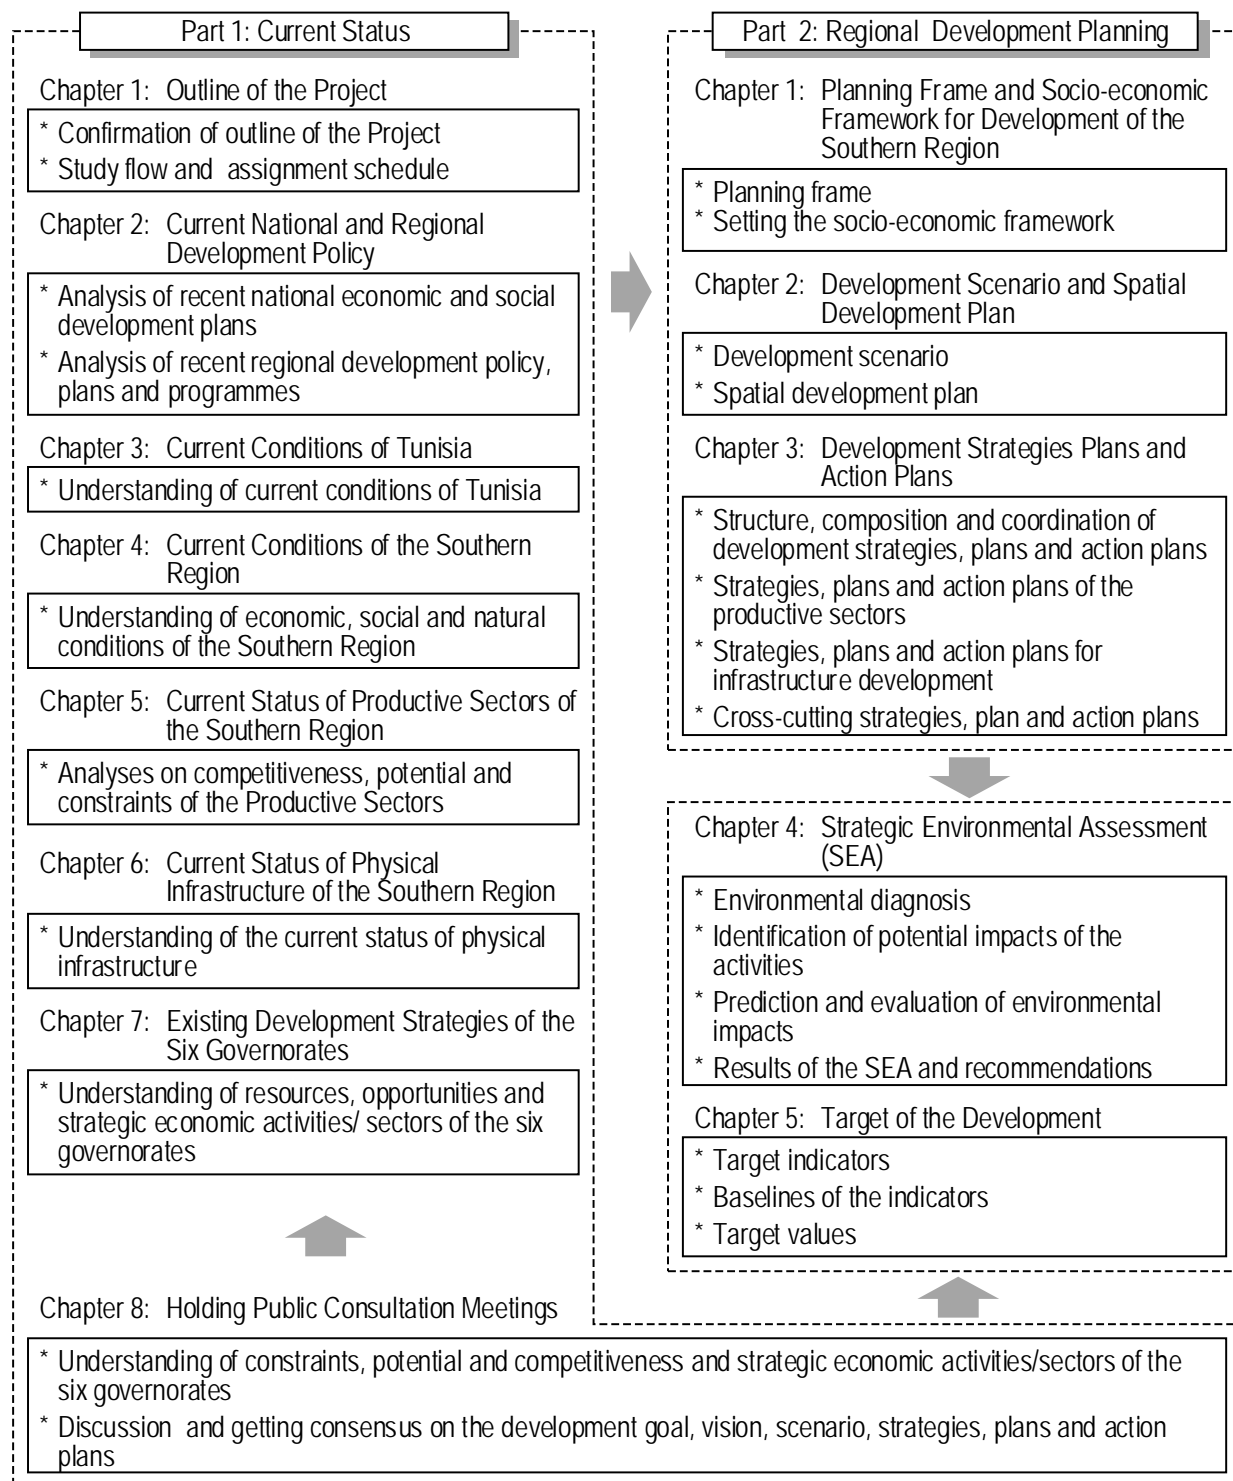 Part 1: Current Status
Chapter 1: Outline of the Project
* Confirmation of outline of the Project
* Study flow and assignment schedule
Chapter 2: Current National and Regional
Development Policy
* Analysis of recent national economic and social
development plans
* Analysis of recent regional development policy,
plans and programmes
Chapter 3: Current Conditions of Tunisia
* Understanding of current conditions of Tunisia
Chapter 4: Current Conditions of the Southern
Region
* Understanding of economic, social and natural
conditions of the Southern Region
Chapter 5: Current Status of Productive Sectors of
the Southern Region
* Analyses on competitiveness, potential and
constraints of the Productive Sectors
Chapter 6: Current Status of Physical
Infrastructure of the Southern Region
* Understanding of the current status of physical
infrastructure
Chapter 7: Existing Development Strategies of the
Six Governorates
* Understanding of resources, opportunities and
strategic economic activities/ sectors of the six
governorates
Part 2: Regional Development Planning
Chapter 1: Planning Frame and Socio-economic
Framework for Development of the
Southern Region
* Planning frame
* Setting the socio-economic framework
Chapter 2: Development Scenario and Spatial
Development Plan
* Development scenario
* Spatial development plan
Chapter 3: Development Strategies Plans and
Action Plans
* Structure, composition and coordination of
development strategies, plans and action plans
* Strategies, plans and action plans of the
productive sectors
* Strategies, plans and action plans for
infrastructure development
* Cross-cutting strategies, plan and action plans
Chapter 4: Strategic Environmental Assessment
(SEA)
* Environmental diagnosis
* Identification of potential impacts of the
activities
* Prediction and evaluation of environmental
impacts
* Results of the SEA and recommendations
Chapter 5: Target of the Development
* Target indicators
* Baselines of the indicators
* Target values
Chapter 8: Holding Public Consultation Meetings
* Understanding of constraints, potential and competitiveness and strategic economic activities/sectors of the
six governorates
* Discussion and getting consensus on the development goal, vision, scenario, strategies, plans and action
plans